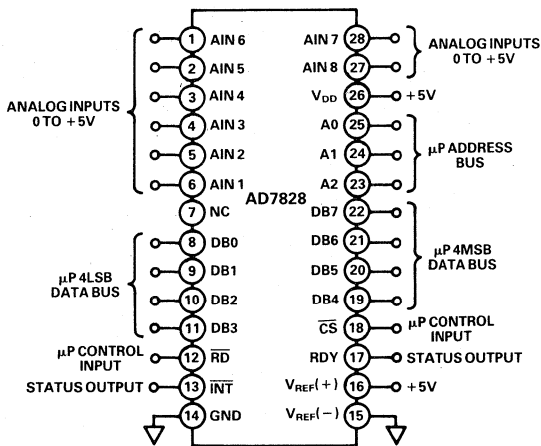 1 AIN 6 AIN 7 28
2 AIN 5 AIN 8 27
ANALOG INPUTS
0 TO +5V
3 AIN 4 VDD 26 +5V
ANALOG INPUTS
0 TO +5V
4 AIN 3 A0 25
5 AIN 2 A1 24
µP ADDRESS
BUS
6 AIN 1 A2 23
AD7828
7 NC DB7 22
8 DB0 DB6 21
µP 4LSB
DATA BUS
9 DB1 DB5 20
µP 4MSB
DATA BUS
10 DB2 DB4 19
11 DB3 C̅S̅ 18 µP CONTROL
INPUT
µP CONTROL
INPUT 12 R̅D̅ RDY 17 STATUS OUTPUT
STATUS OUTPUT 13 I̅N̅T̅ VREF(+) 16 +5V
14 GND VREF(−) 15